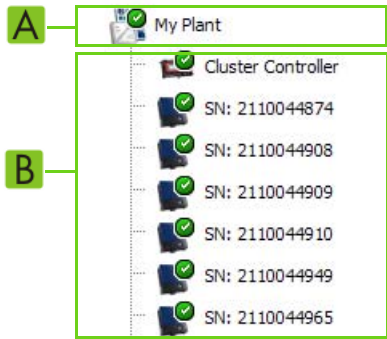 A
My Plant
Cluster Controller
SN: 2110044874
SN: 2110044908
B
SN: 2110044909
SN: 2110044910
SN: 2110044949
SN: 2110044965